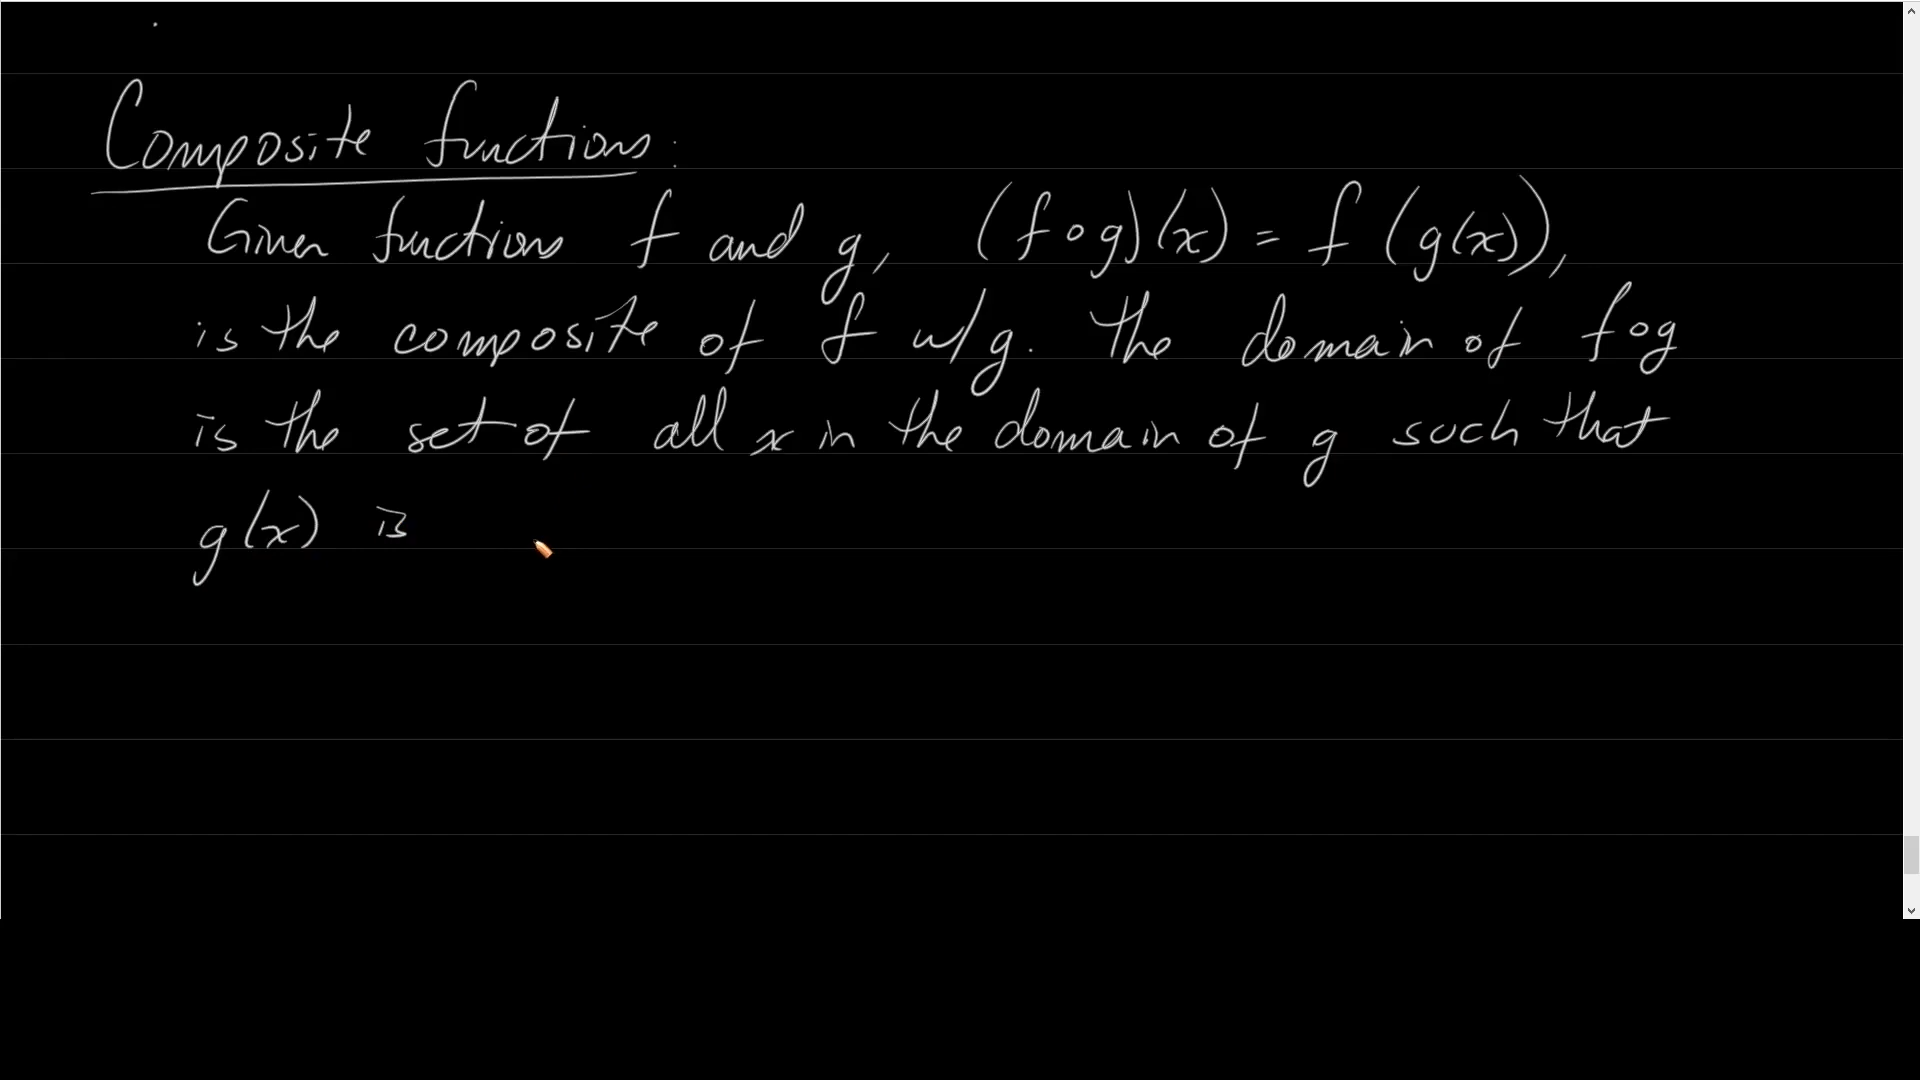 Composite functions:
Given functions f and g, (f∘g)(x) = f(g(x)),
is the composite of f w/ g. The domain of f∘g
is the set of all x in the domain of g such that
g(x) is